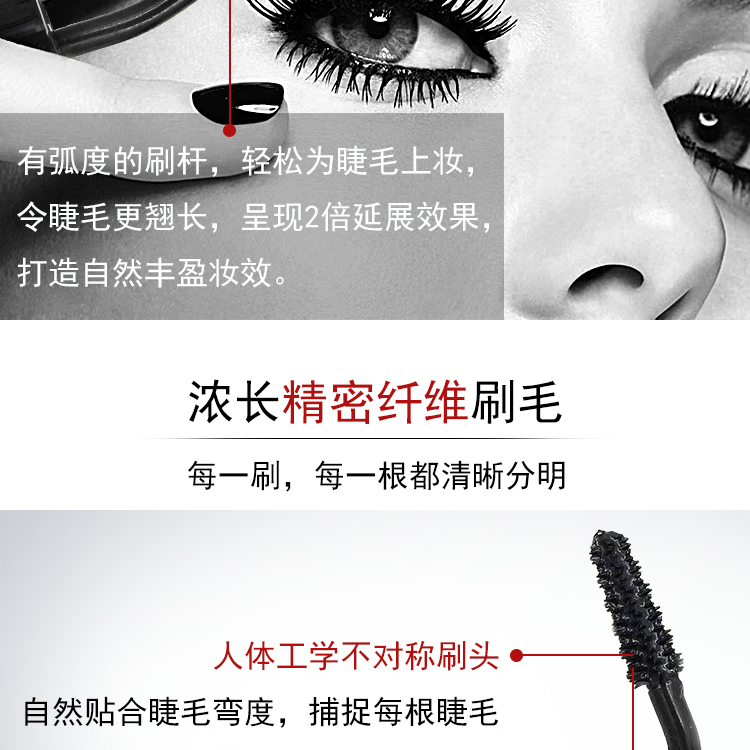 有弧度的刷杆，轻松为睫毛上妆，
令睫毛更翘长，呈现2倍延展效果，
打造自然丰盈妆效。
浓长精密纤维刷毛
每一刷，每一根都清晰分明
人体工学不对称刷头
自然贴合睫毛弯度，捕捉每根睫毛